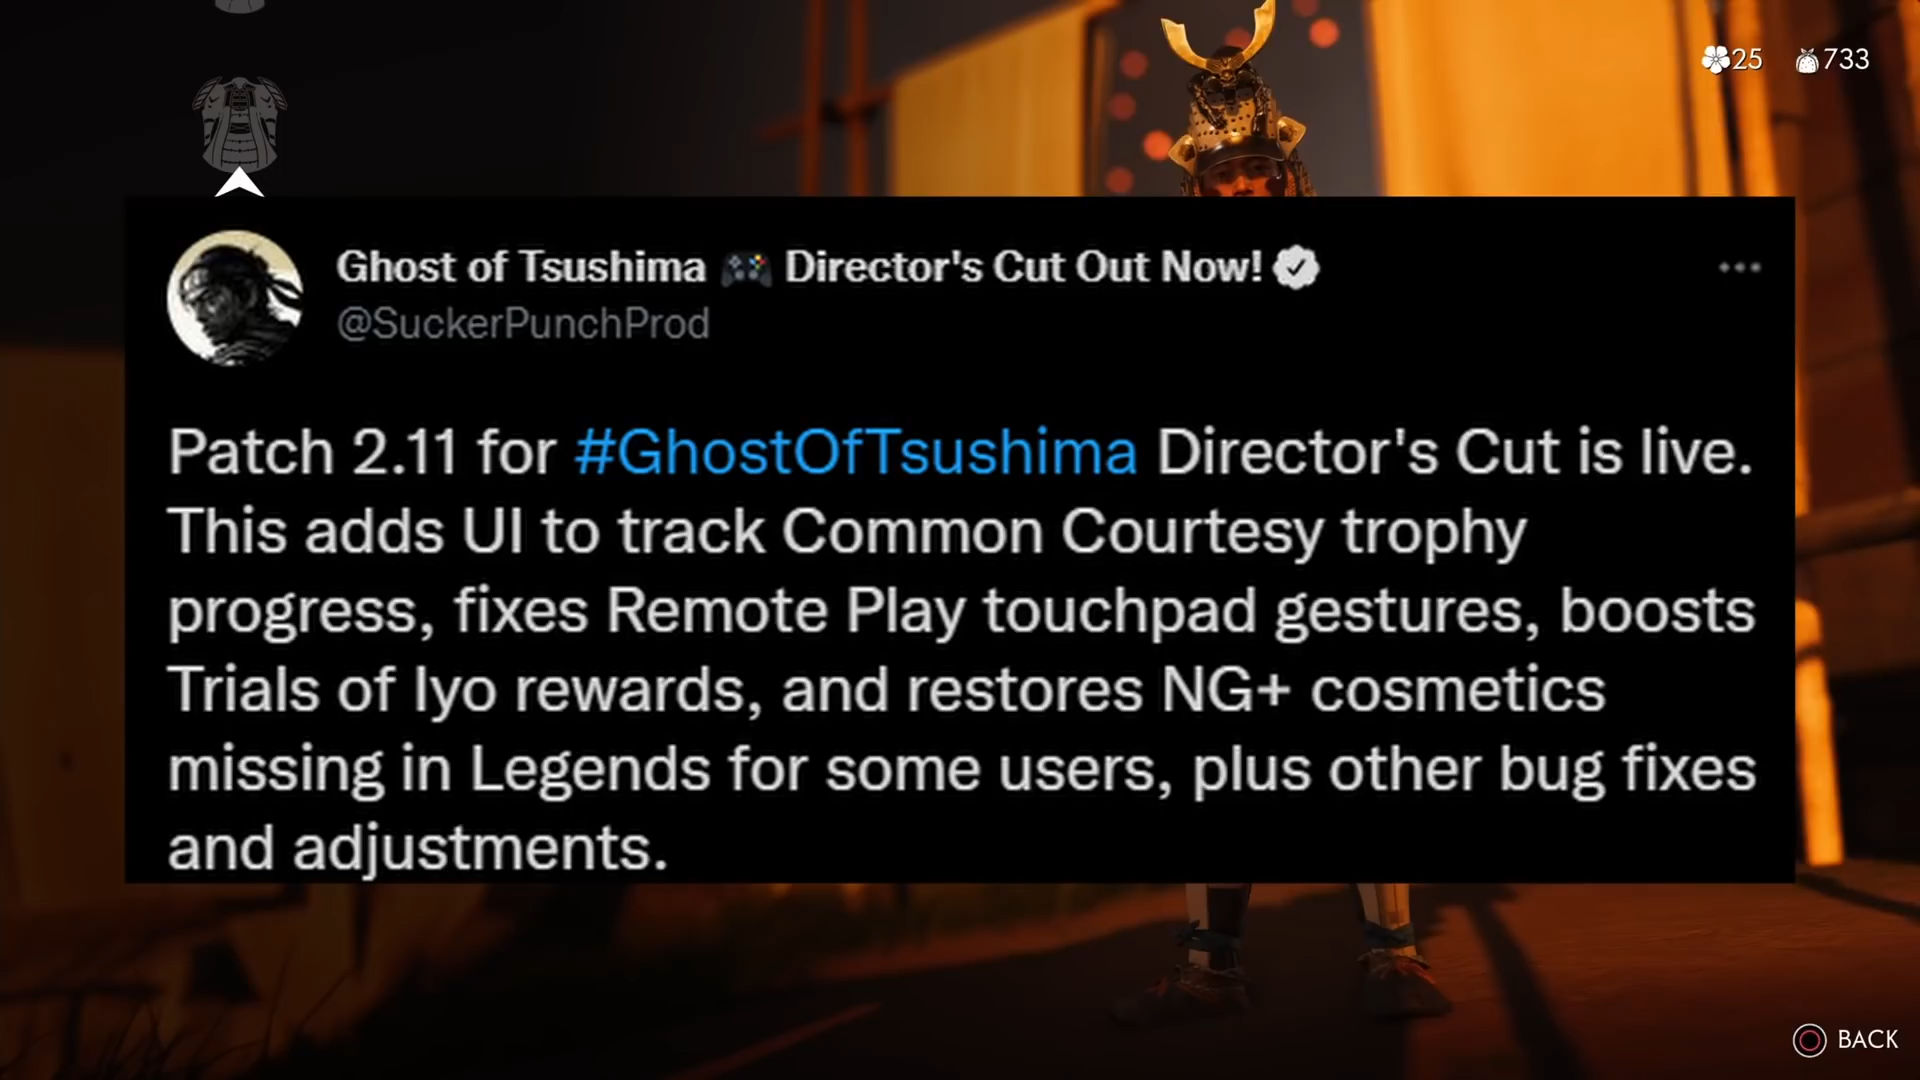 25 733
Ghost of Tsushima 🎮 Director's Cut Out Now!
@SuckerPunchProd
Patch 2.11 for #GhostOfTsushima Director's Cut is live.
This adds UI to track Common Courtesy trophy
progress, fixes Remote Play touchpad gestures, boosts
Trials of Iyo rewards, and restores NG+ cosmetics
missing in Legends for some users, plus other bug fixes
and adjustments.
BACK